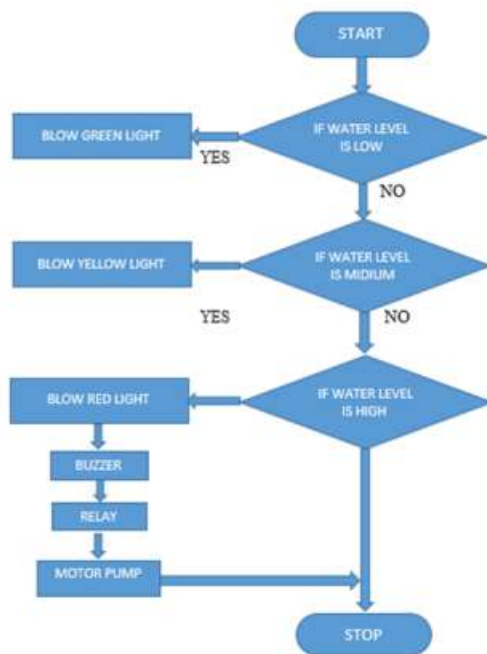 START
IF WATER LEVEL
IS LOW
BLOW GREEN LIGHT
YES
NO
IF WATER LEVEL
IS MIDIUM
BLOW YELLOW LIGHT
YES
NO
IF WATER LEVEL
IS HIGH
BLOW RED LIGHT
BUZZER
RELAY
MOTOR PUMP
STOP